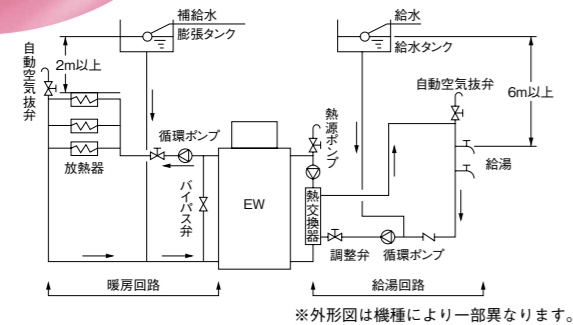 補給水
膨張タンク
給水
給水タンク
自動空気抜弁
2m以上
自動空気抜弁
6m以上
循環ポンプ
熱源ポンプ
放熱器
バイパス弁
EW
熱交換器
給湯
調整弁
循環ポンプ
暖房回路
給湯回路
※外形図は機種により一部異なります。